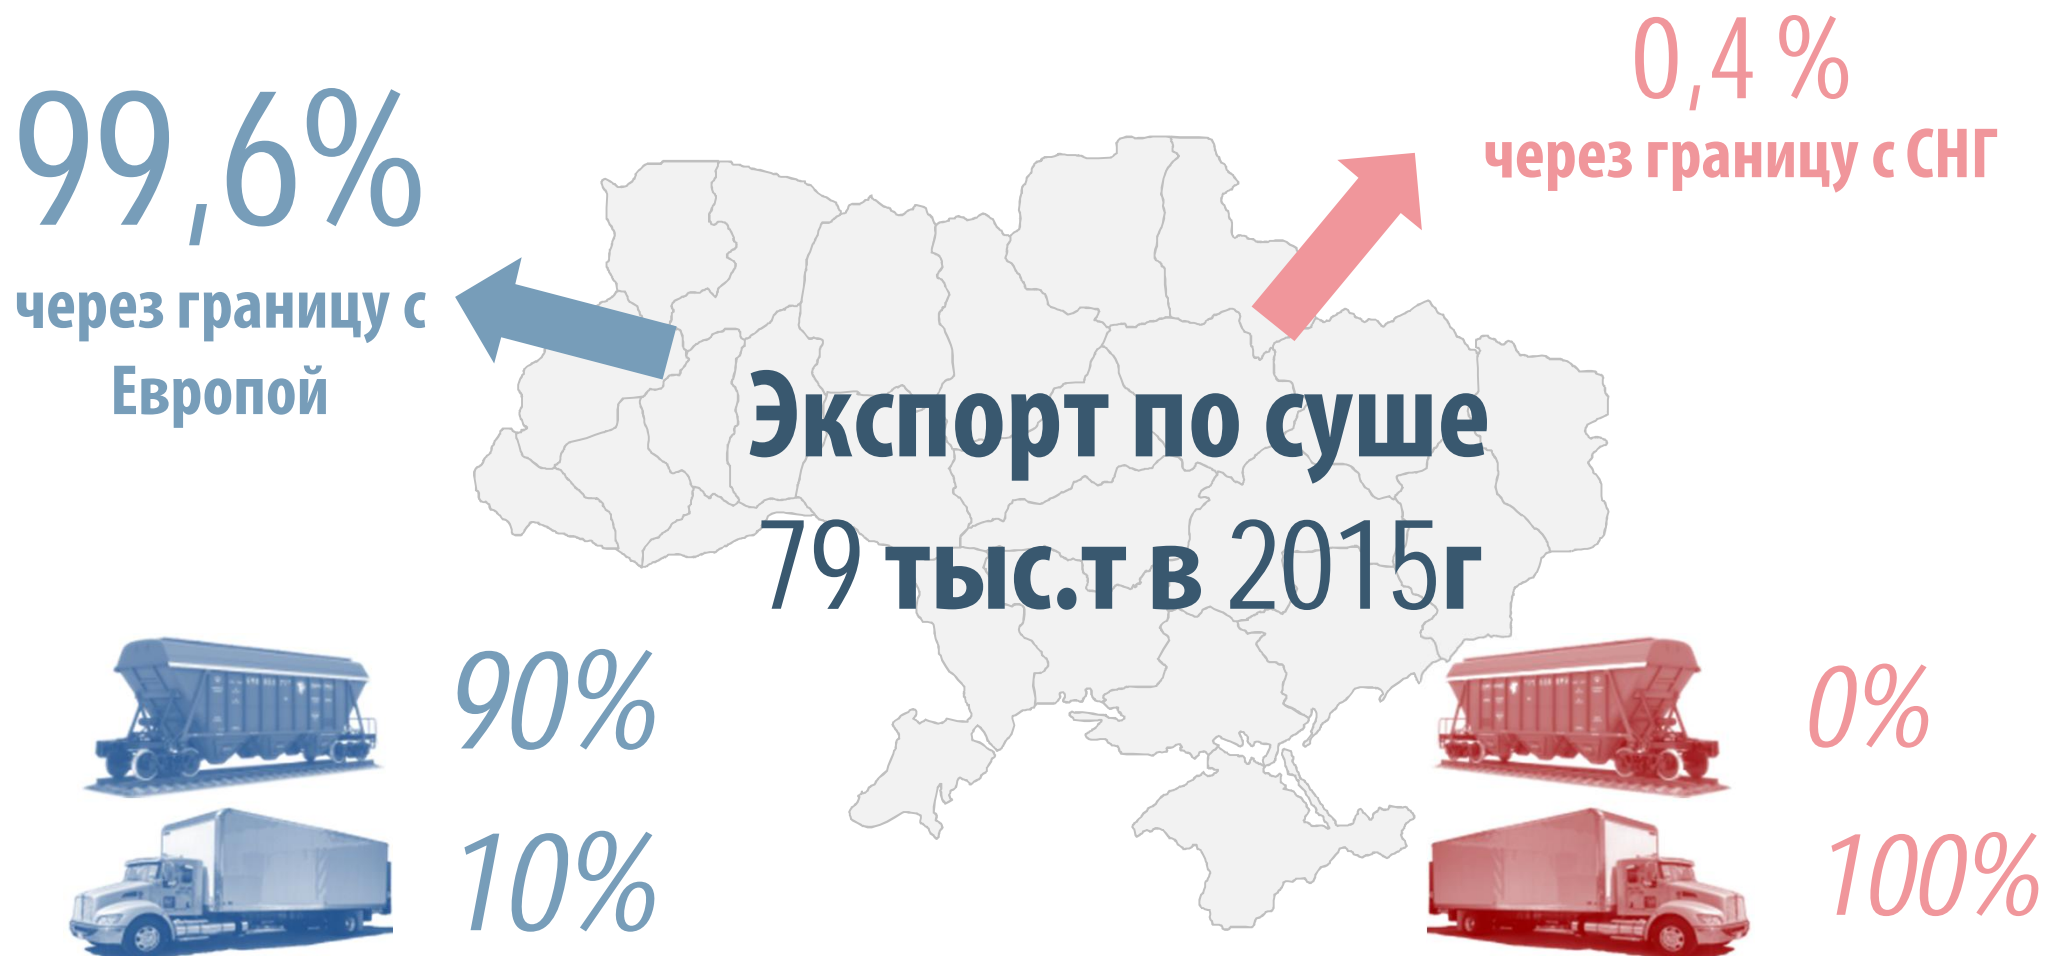 99,6%
через границу с
Европой
0,4 %
через границу с СНГ
Экспорт по суше
79 тыс.т в 2015г
90%
10%
0%
100%